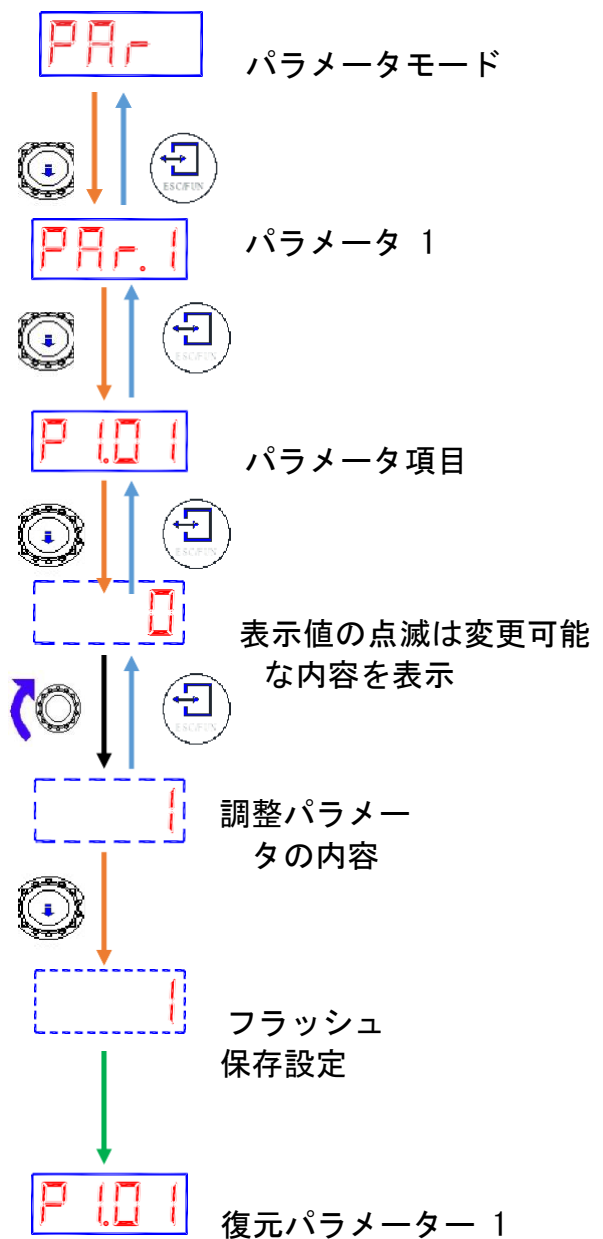 PAr
パラメータモード
ESC/FUN
PAr.1
パラメータ 1
ESC/FUN
P1.01
パラメータ項目
ESC/FUN
0
表示値の点滅は変更可能
な内容を表示
ESC/FUN
1
調整パラメー
タの内容
1
フラッシュ
保存設定
P1.01
復元パラメーター 1